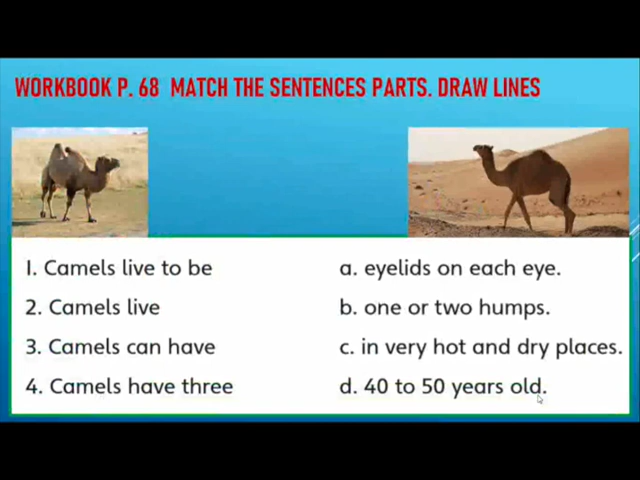 WORKBOOK P. 68 MATCH THE SENTENCES PARTS. DRAW LINES
1. Camels live to be
a. eyelids on each eye.
2. Camels live
b. one or two humps.
3. Camels can have
c. in very hot and dry places.
4. Camels have three
d. 40 to 50 years old.